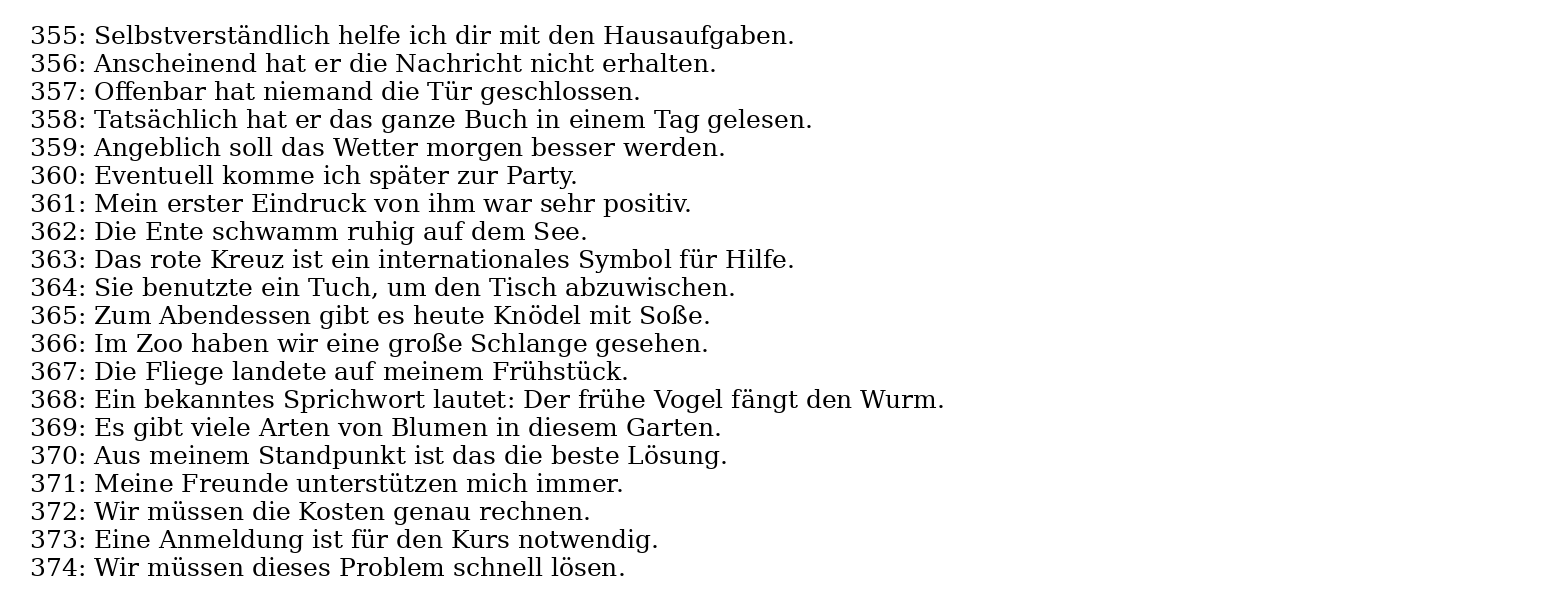 355: Selbstverständlich helfe ich dir mit den Hausaufgaben.
356: Anscheinend hat er die Nachricht nicht erhalten.
357: Offenbar hat niemand die Tür geschlossen.
358: Tatsächlich hat er das ganze Buch in einem Tag gelesen.
359: Angeblich soll das Wetter morgen besser werden.
360: Eventuell komme ich später zur Party.
361: Mein erster Eindruck von ihm war sehr positiv.
362: Die Ente schwamm ruhig auf dem See.
363: Das rote Kreuz ist ein internationales Symbol für Hilfe.
364: Sie benutzte ein Tuch, um den Tisch abzuwischen.
365: Zum Abendessen gibt es heute Knödel mit Soße.
366: Im Zoo haben wir eine große Schlange gesehen.
367: Die Fliege landete auf meinem Frühstück.
368: Ein bekanntes Sprichwort lautet: Der frühe Vogel fängt den Wurm.
369: Es gibt viele Arten von Blumen in diesem Garten.
370: Aus meinem Standpunkt ist das die beste Lösung.
371: Meine Freunde unterstützen mich immer.
372: Wir müssen die Kosten genau rechnen.
373: Eine Anmeldung ist für den Kurs notwendig.
374: Wir müssen dieses Problem schnell lösen.